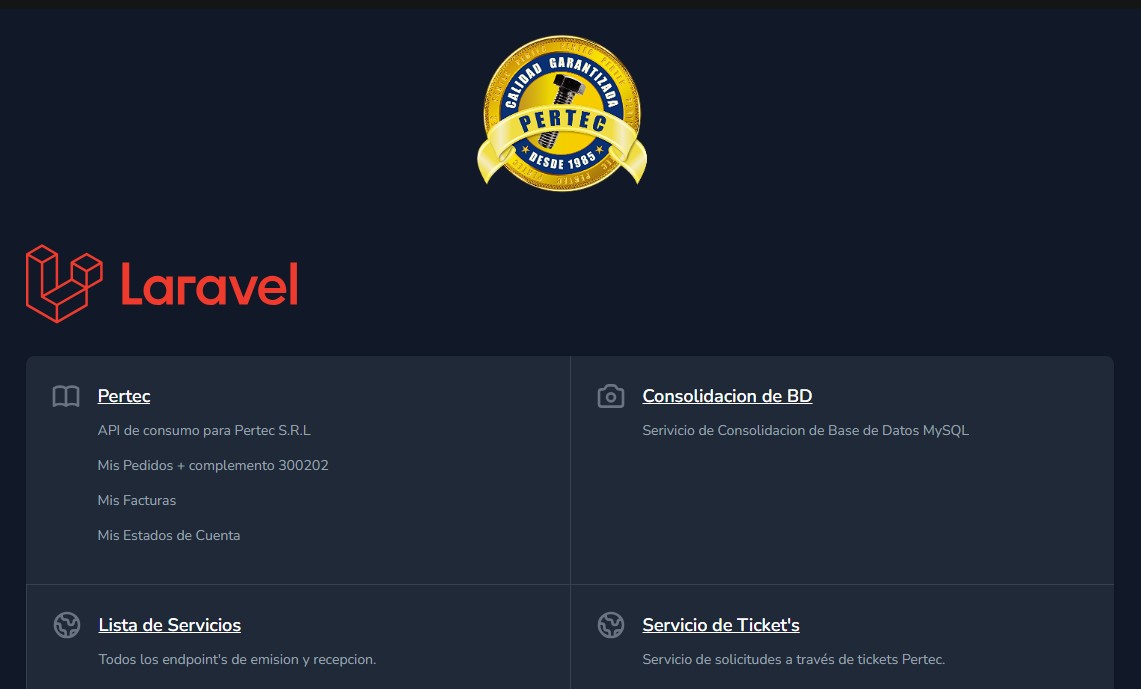 CALIDAD GARANTIZADA
PERTEC
DESDE 1985
Laravel
Pertec
API de consumo para Pertec S.R.L
Mis Pedidos + complemento 300202
Mis Facturas
Mis Estados de Cuenta
Consolidacion de BD
Serivicio de Consolidacion de Base de Datos MySQL
Lista de Servicios
Todos los endpoint's de emision y recepcion.
Servicio de Ticket's
Servicio de solicitudes a través de tickets Pertec.